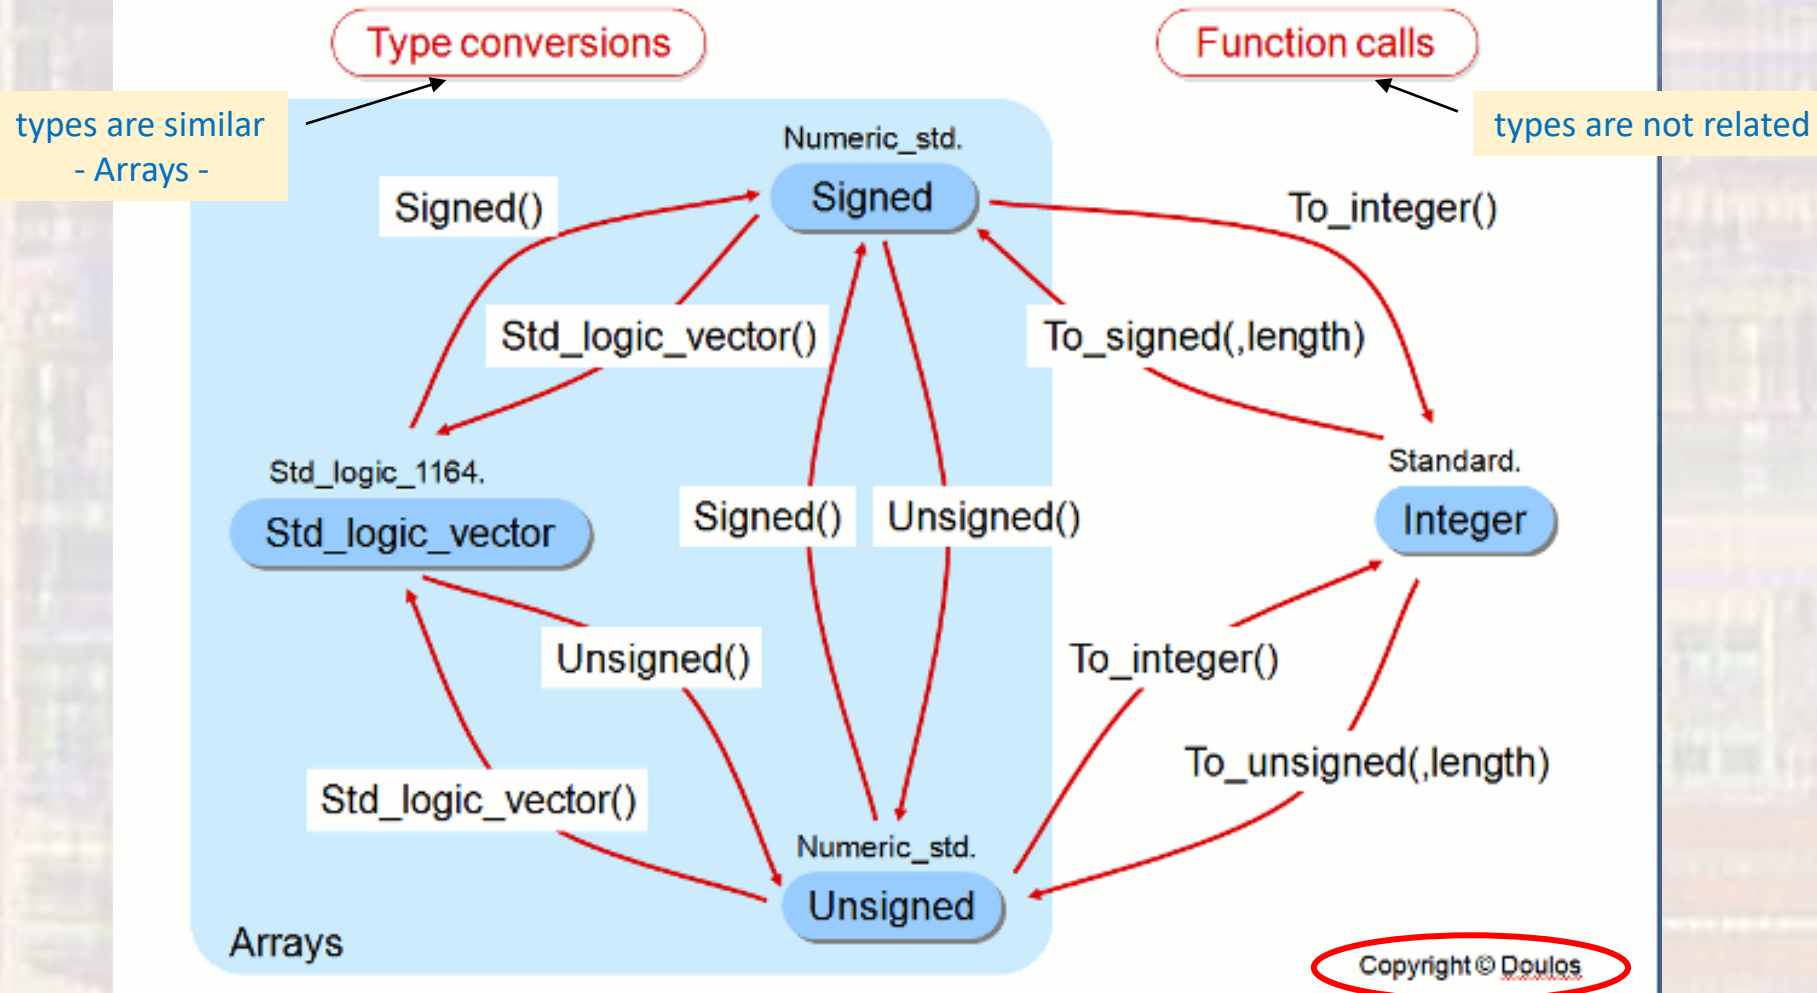 Type conversions
Function calls
types are similar
- Arrays -
types are not related
Numeric_std.
Signed
Signed()
To_integer()
Std_logic_vector()
To_signed(,length)
Std_logic_1164.
Std_logic_vector
Signed()
Unsigned()
Standard.
Integer
Unsigned()
To_integer()
Std_logic_vector()
To_unsigned(,length)
Numeric_std.
Unsigned
Arrays
Copyright © Doulos